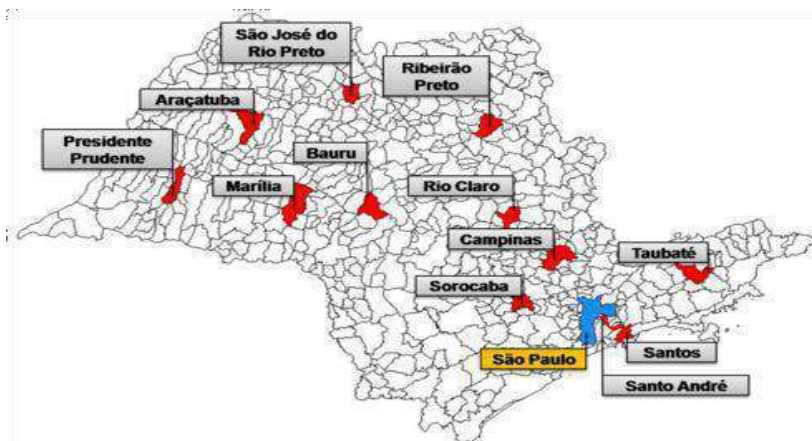 São José do
Rio Preto
Ribeirão
Preto
Araçatuba
Presidente
Prudente
Bauru
Marília
Rio Claro
Campinas
Taubaté
Sorocaba
São Paulo
Santos
Santo André